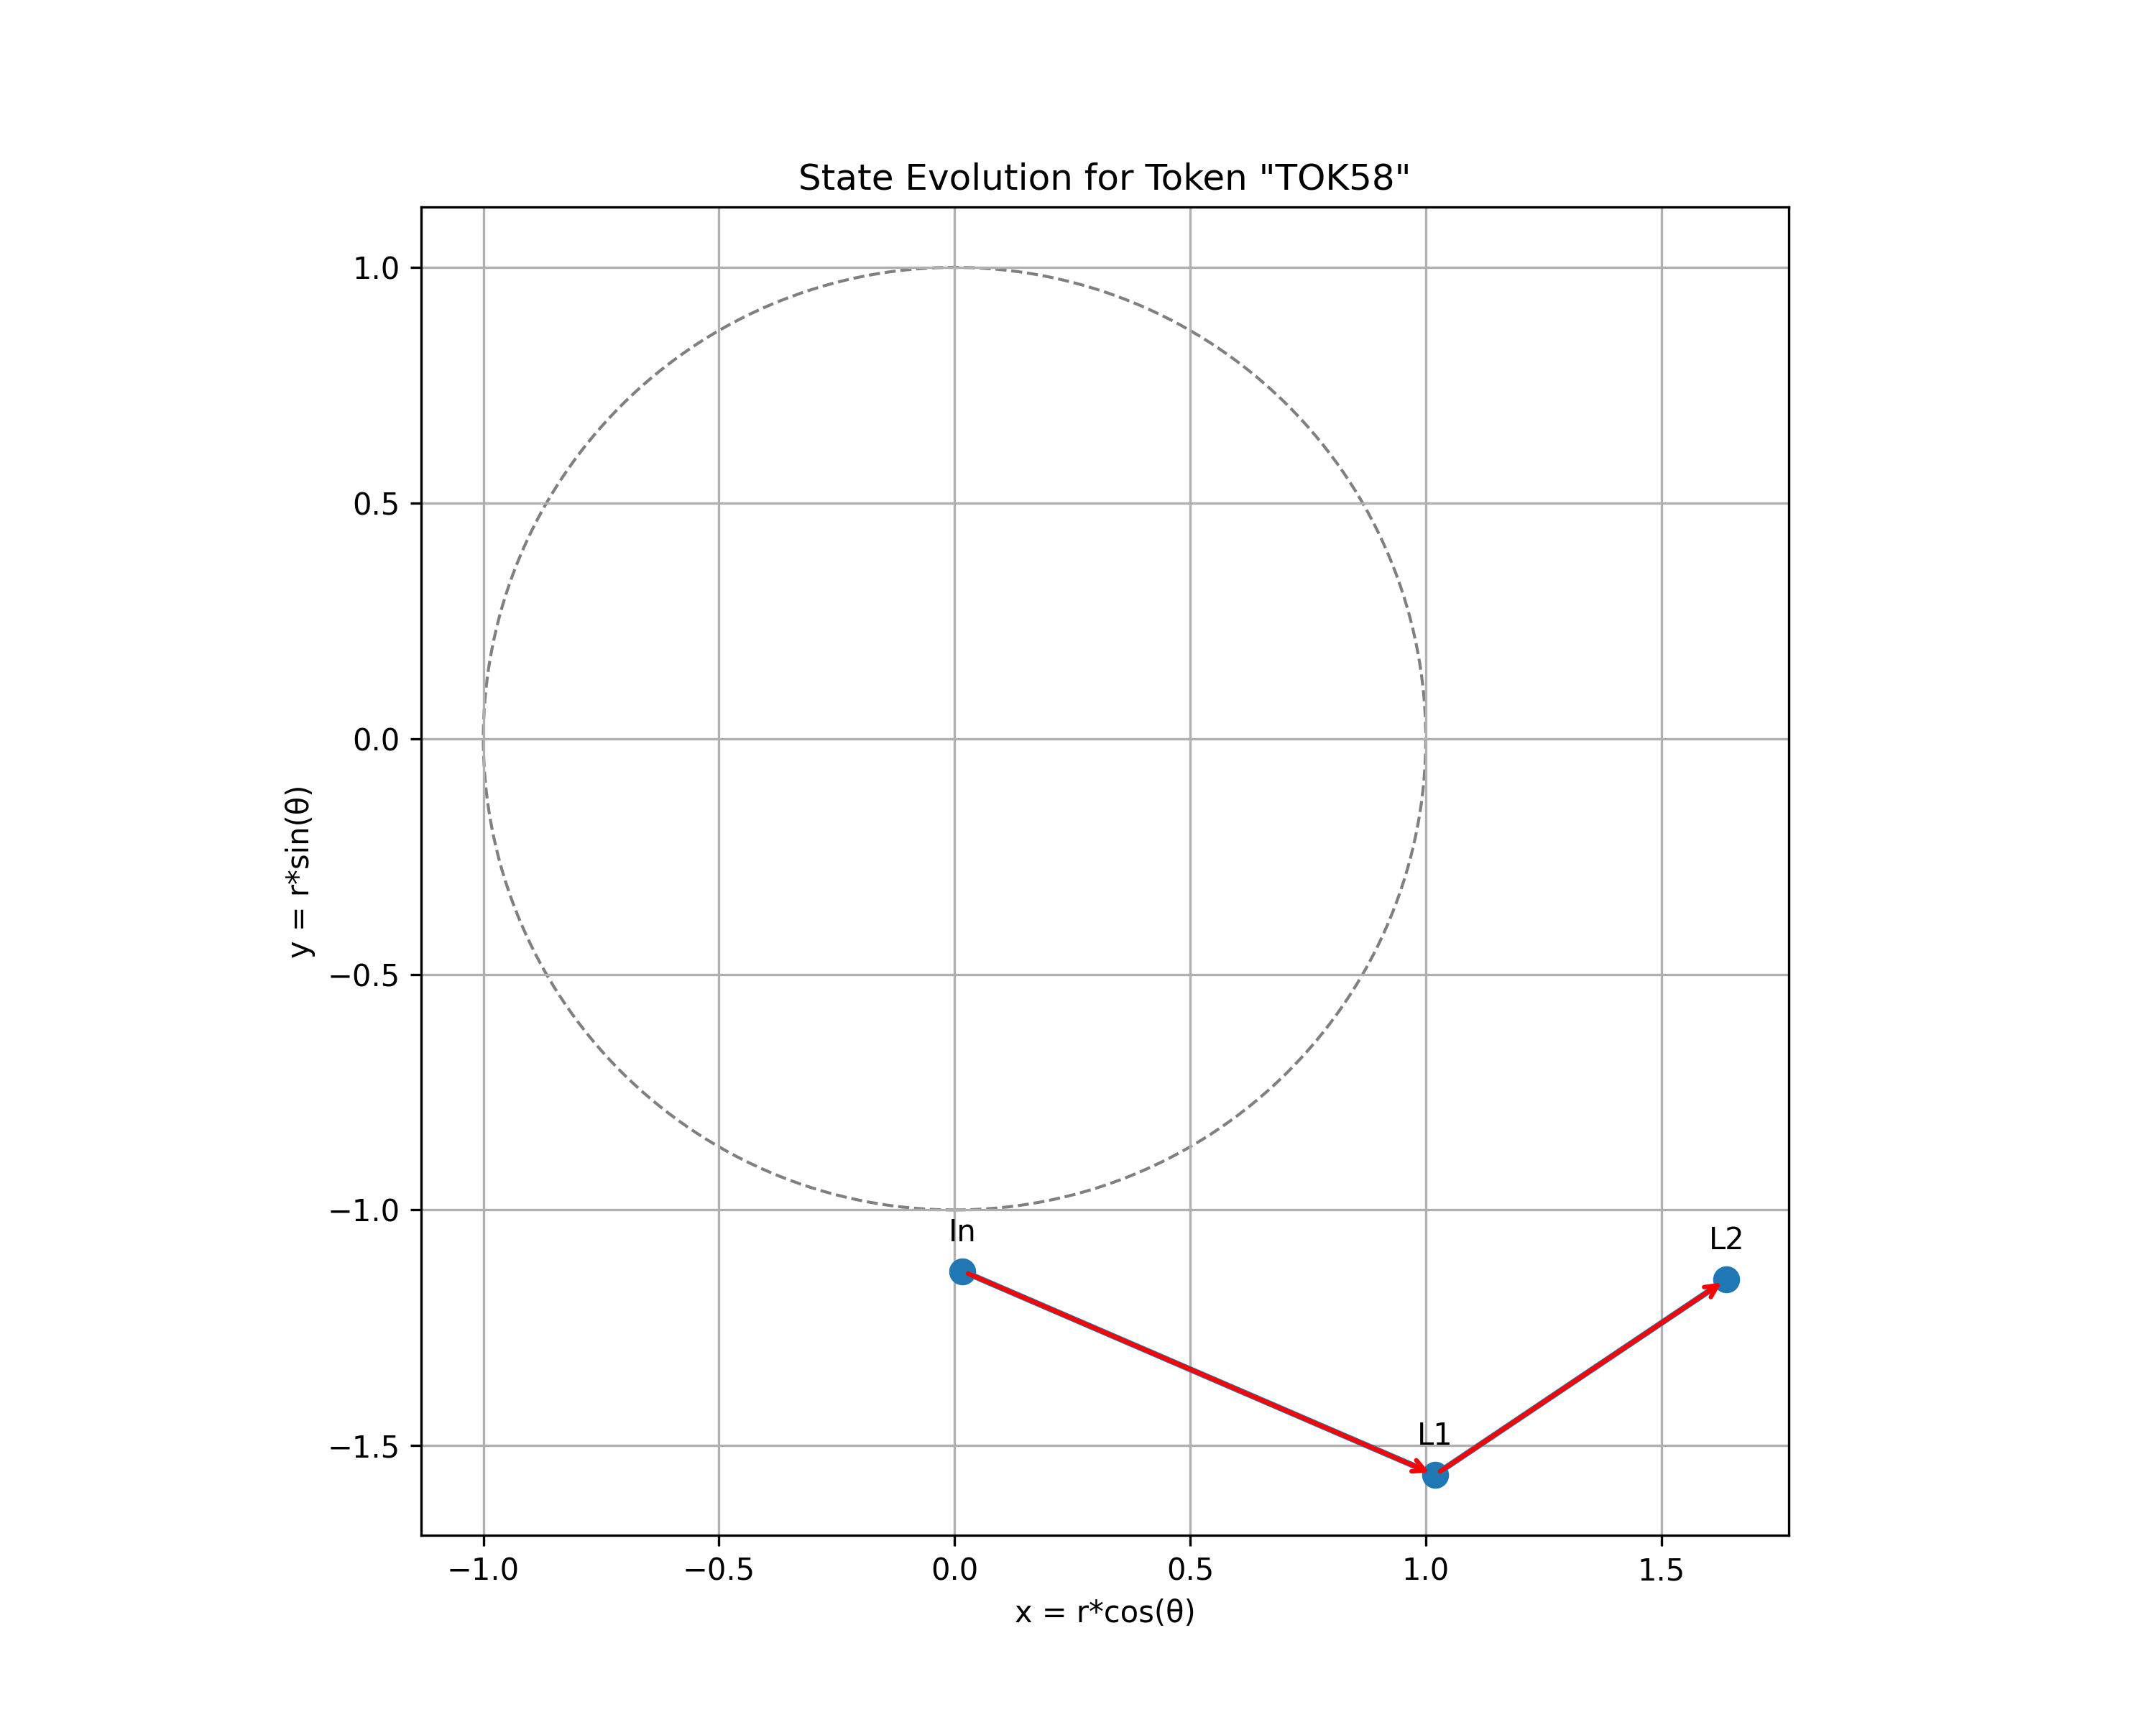 State Evolution for Token "TOK58"
1.0
0.5
0.0
−0.5
−1.0
−1.5
y = r*sin(θ)
In
L2
L1
−1.0 −0.5 0.0 0.5 1.0 1.5
x = r*cos(θ)